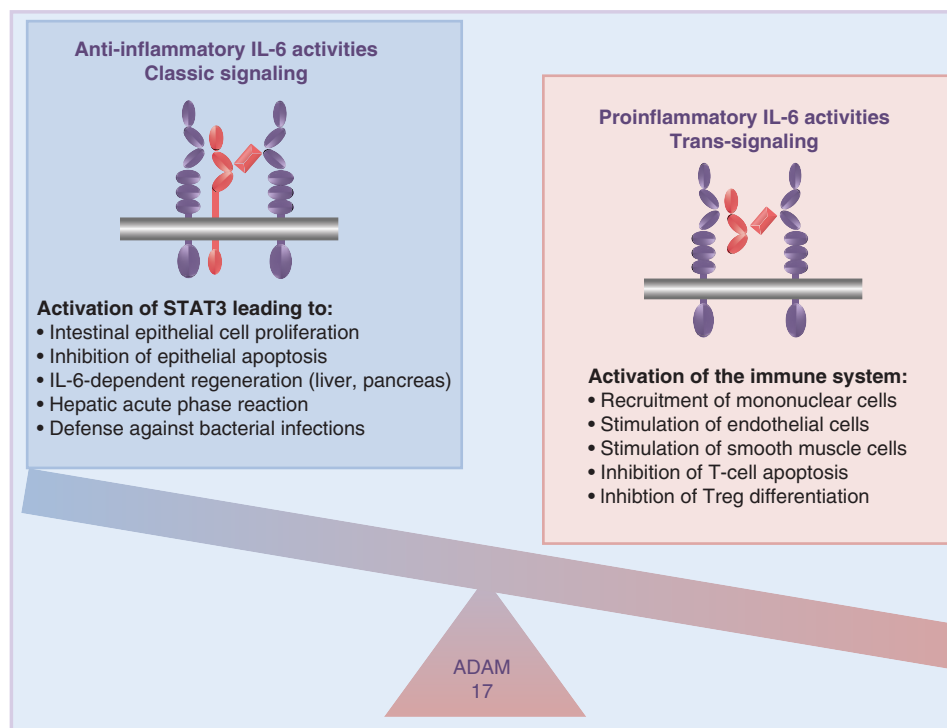 Anti-inflammatory IL-6 activities
Classic signaling
Activation of STAT3 leading to:
• Intestinal epithelial cell proliferation
• Inhibition of epithelial apoptosis
• IL-6-dependent regeneration (liver, pancreas)
• Hepatic acute phase reaction
• Defense against bacterial infections
Proinflammatory IL-6 activities
Trans-signaling
Activation of the immune system:
• Recruitment of mononuclear cells
• Stimulation of endothelial cells
• Stimulation of smooth muscle cells
• Inhibition of T-cell apoptosis
• Inhibtion of Treg differentiation
ADAM
17